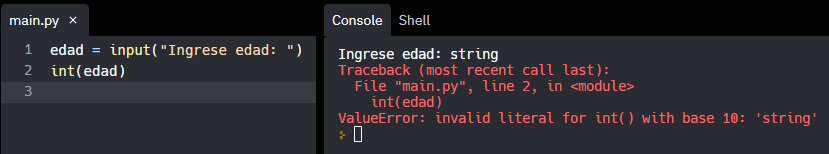 main.py ×
1 edad = input("Ingrese edad: ")
2 int(edad)
3
Console Shell
Ingrese edad: string
Traceback (most recent call last):
  File "main.py", line 2, in <module>
    int(edad)
ValueError: invalid literal for int() with base 10: 'string'